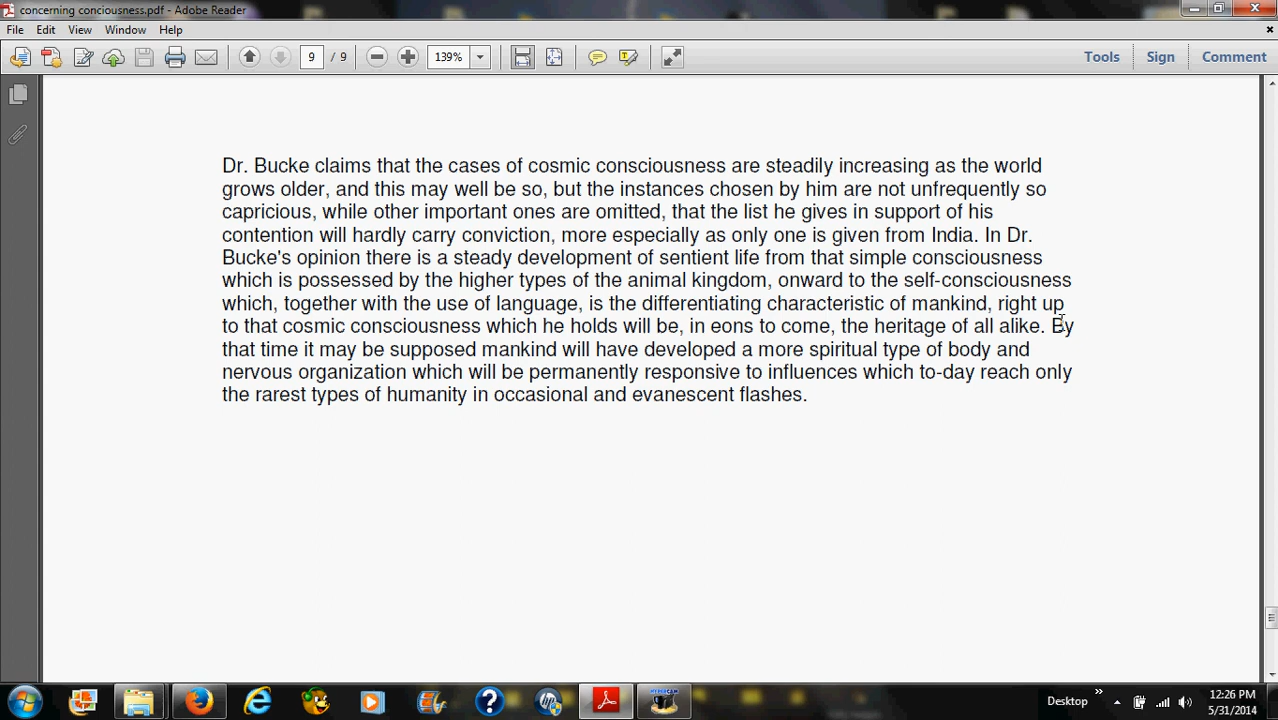 concerning conciousness.pdf - Adobe Reader
File Edit View Window Help
9 / 9 139% Tools Sign Comment
Dr. Bucke claims that the cases of cosmic consciousness are steadily increasing as the world
grows older, and this may well be so, but the instances chosen by him are not unfrequently so
capricious, while other important ones are omitted, that the list he gives in support of his
contention will hardly carry conviction, more especially as only one is given from India. In Dr.
Bucke's opinion there is a steady development of sentient life from that simple consciousness
which is possessed by the higher types of the animal kingdom, onward to the self-consciousness
which, together with the use of language, is the differentiating characteristic of mankind, right up
to that cosmic consciousness which he holds will be, in eons to come, the heritage of all alike. By
that time it may be supposed mankind will have developed a more spiritual type of body and
nervous organization which will be permanently responsive to influences which to-day reach only
the rarest types of humanity in occasional and evanescent flashes.
Desktop
12:26 PM
5/31/2014